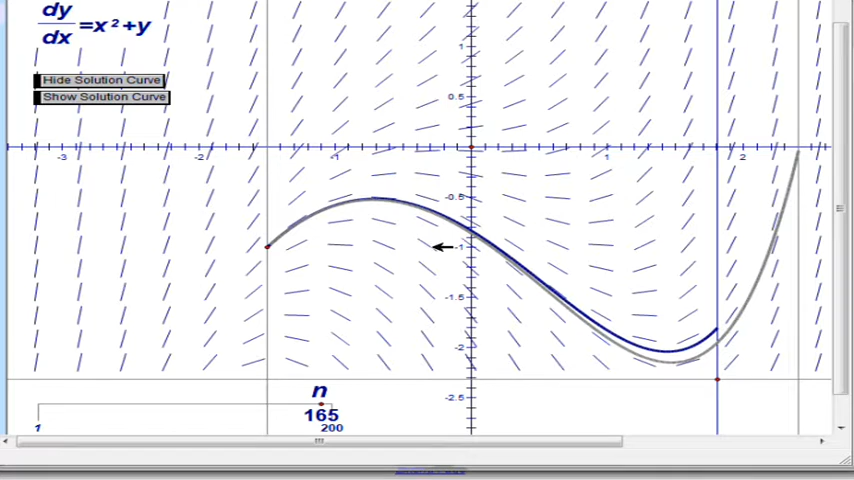 dy
dx
=x²+y
Hide Solution Curve
Show Solution Curve
1
0.5
-3
-2
-1
1
2
-0.5
-1
-1.5
-2
-2.5
n
165
1
200